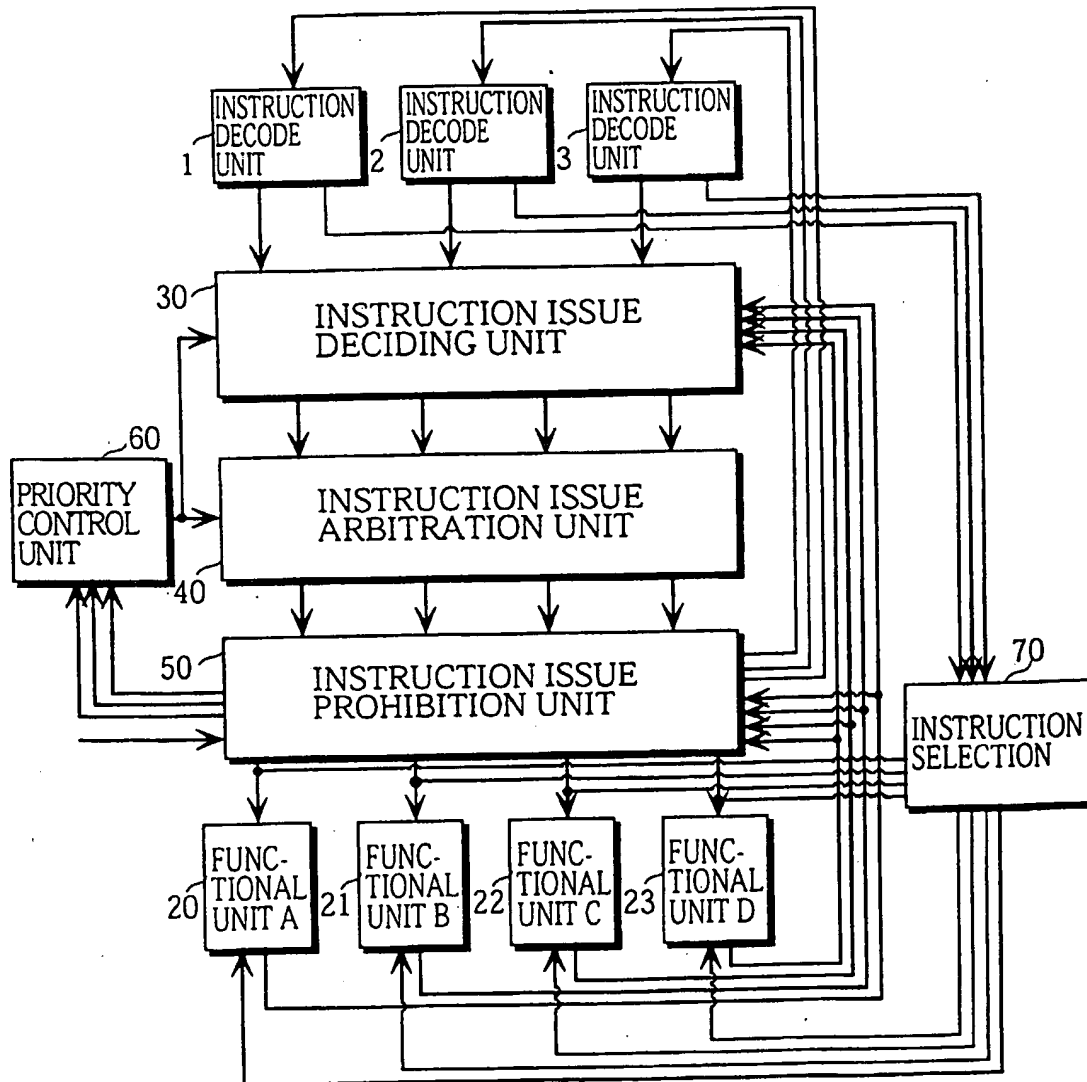 INSTRUCTION
DECODE
UNIT
1
INSTRUCTION
DECODE
UNIT
2
INSTRUCTION
DECODE
UNIT
3
30
INSTRUCTION ISSUE
DECIDING UNIT
60
PRIORITY
CONTROL
UNIT
INSTRUCTION ISSUE
ARBITRATION UNIT
40
50
INSTRUCTION ISSUE
PROHIBITION UNIT
70
INSTRUCTION
SELECTION
FUNC-
TIONAL
UNIT A
20
FUNC-
TIONAL
UNIT B
21
FUNC-
TIONAL
UNIT C
22
FUNC-
TIONAL
UNIT D
23